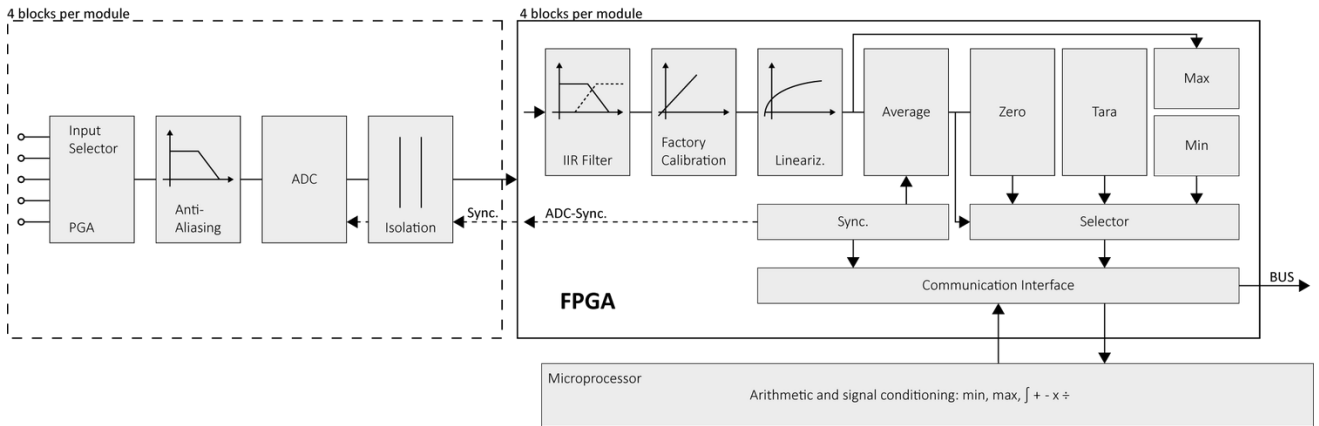 4 blocks per module
4 blocks per module
Input
Selector
PGA
Anti-
Aliasing
ADC
Isolation
Sync.
ADC-Sync.
IIR Filter
Factory
Calibration
Lineariz.
Average
Zero
Tara
Max
Min
Sync.
Selector
Communication Interface
BUS
FPGA
Microprocessor
Arithmetic and signal conditioning: min, max, ∫ + - x ÷